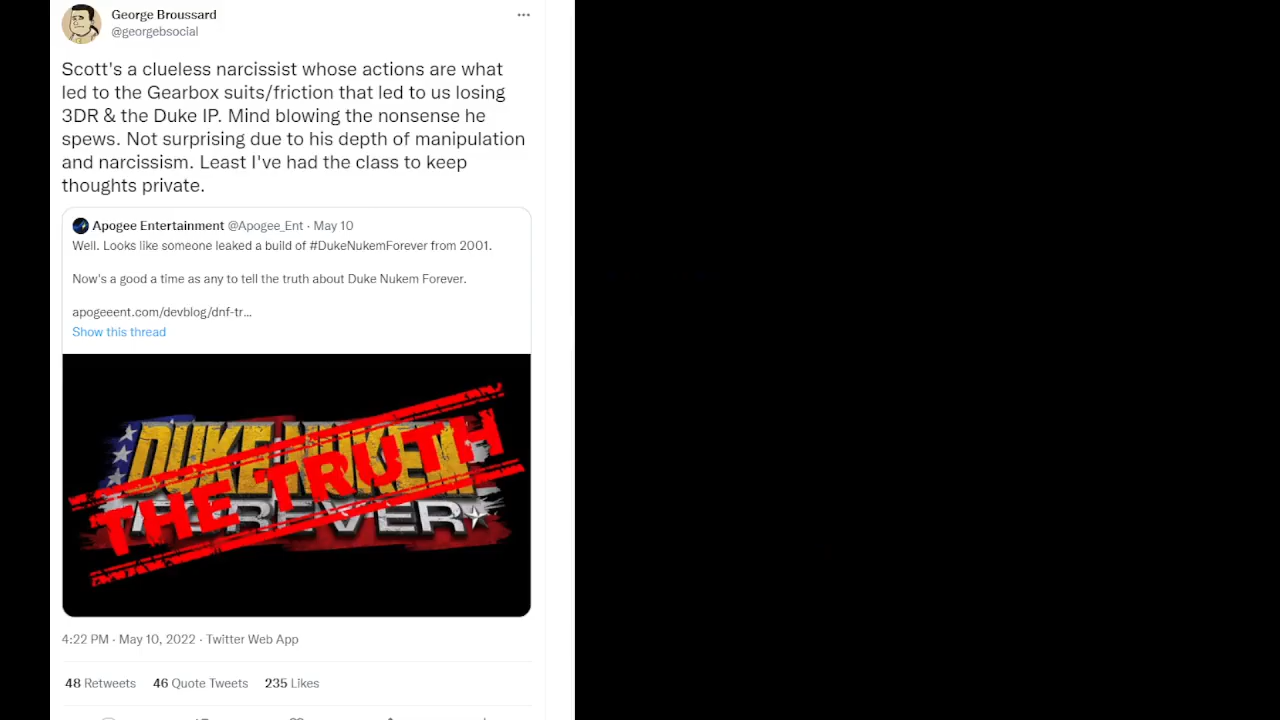 George Broussard
@georgebsocial
Scott's a clueless narcissist whose actions are what
led to the Gearbox suits/friction that led to us losing
3DR & the Duke IP. Mind blowing the nonsense he
spews. Not surprising due to his depth of manipulation
and narcissism. Least I've had the class to keep
thoughts private.
Apogee Entertainment @Apogee_Ent · May 10
Well. Looks like someone leaked a build of #DukeNukemForever from 2001.
Now's a good a time as any to tell the truth about Duke Nukem Forever.
apogeeent.com/devblog/dnf-tr...
Show this thread
DUKE NUKEM
THE TRUTH
FOREVER
4:22 PM · May 10, 2022 · Twitter Web App
48 Retweets 46 Quote Tweets 235 Likes